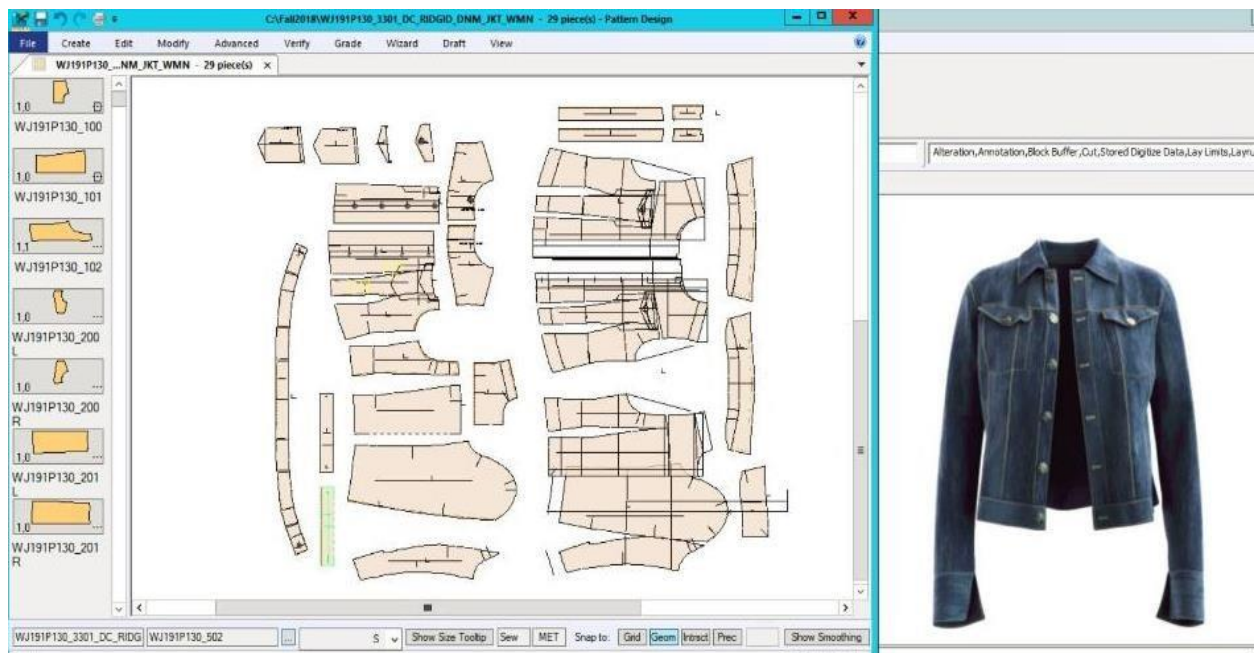 C:\Fall2018\WJ191P130_3301_DC_RIDGID_DNM_JKT_WMN - 29 piece(s) - Pattern Design
File Create Edit Modify Advanced Verify Grade Wizard Draft View
WJ191P130_...NM_JKT_WMN - 29 piece(s) x
1,0
WJ191P130_100
1,0
WJ191P130_101
1,1
WJ191P130_102
1,0
WJ191P130_200
L
1,0
WJ191P130_200
R
1,0
WJ191P130_201
L
1,0
WJ191P130_201
R
Alteration,Annotation,Block Buffer,Cut,Stored Digitize Data,Lay Limits,Layru,
WJ191P130_3301_DC_RIDG WJ191P130_502 ... S Show Size Tooltip Sew MET Snap to: Grid Geom Intrsct Prec Show Smoothing